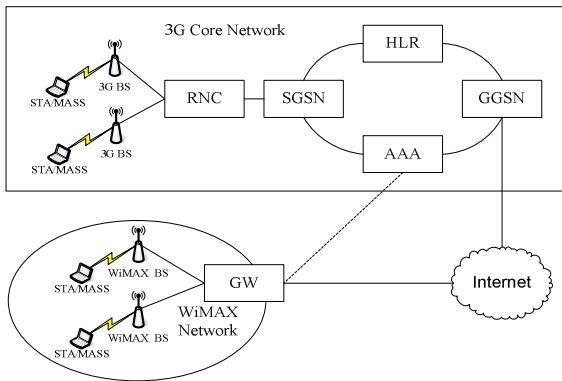 3G Core Network
HLR
3G BS
STA/MASS
RNC
SGSN
GGSN
3G BS
STA/MASS
AAA
WiMAX BS
STA/MASS
GW
Internet
WiMAX BS
STA/MASS
WiMAX
Network